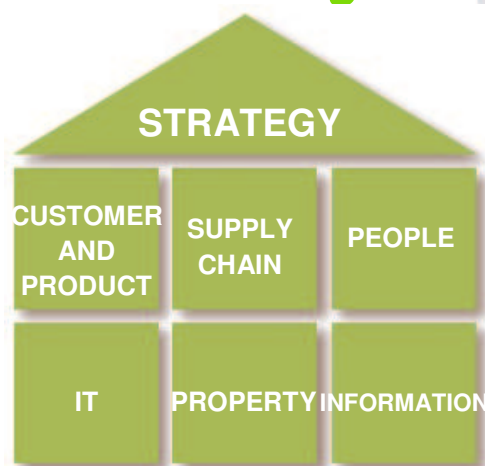 STRATEGY
CUSTOMER
AND
PRODUCT
SUPPLY
CHAIN
PEOPLE
IT
PROPERTY
INFORMATION